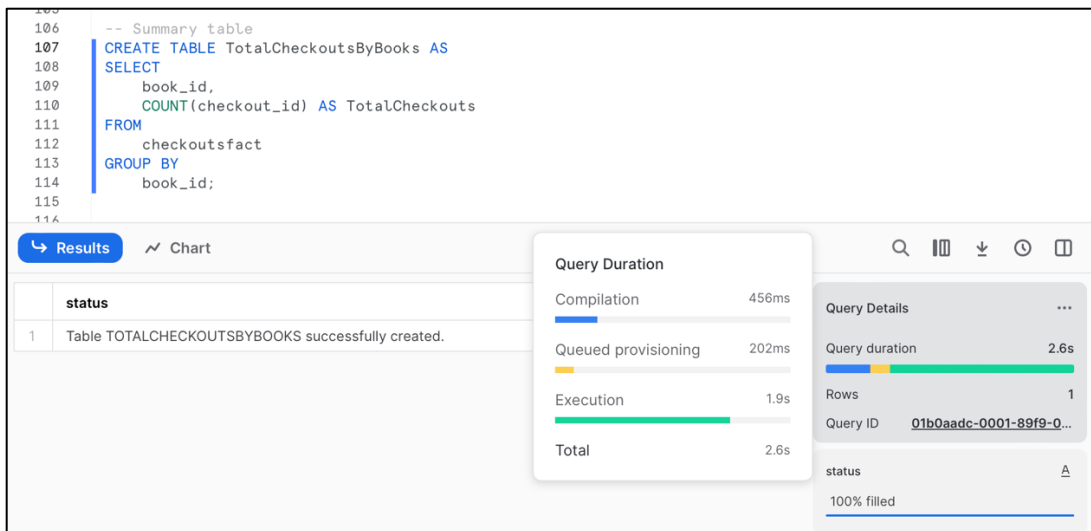 106 -- Summary table
107 CREATE TABLE TotalCheckoutsByBooks AS
108 SELECT
109 book_id,
110 COUNT(checkout_id) AS TotalCheckouts
111 FROM
112 checkoutsfact
113 GROUP BY
114 book_id;
115
116
Results
Chart
status
1 Table TOTALCHECKOUTSBYBOOKS successfully created.
Query Duration
Compilation 456ms
Queued provisioning 202ms
Execution 1.9s
Total 2.6s
Query Details ...
Query duration 2.6s
Rows 1
Query ID 01b0aadc-0001-89f9-0...
status A
100% filled